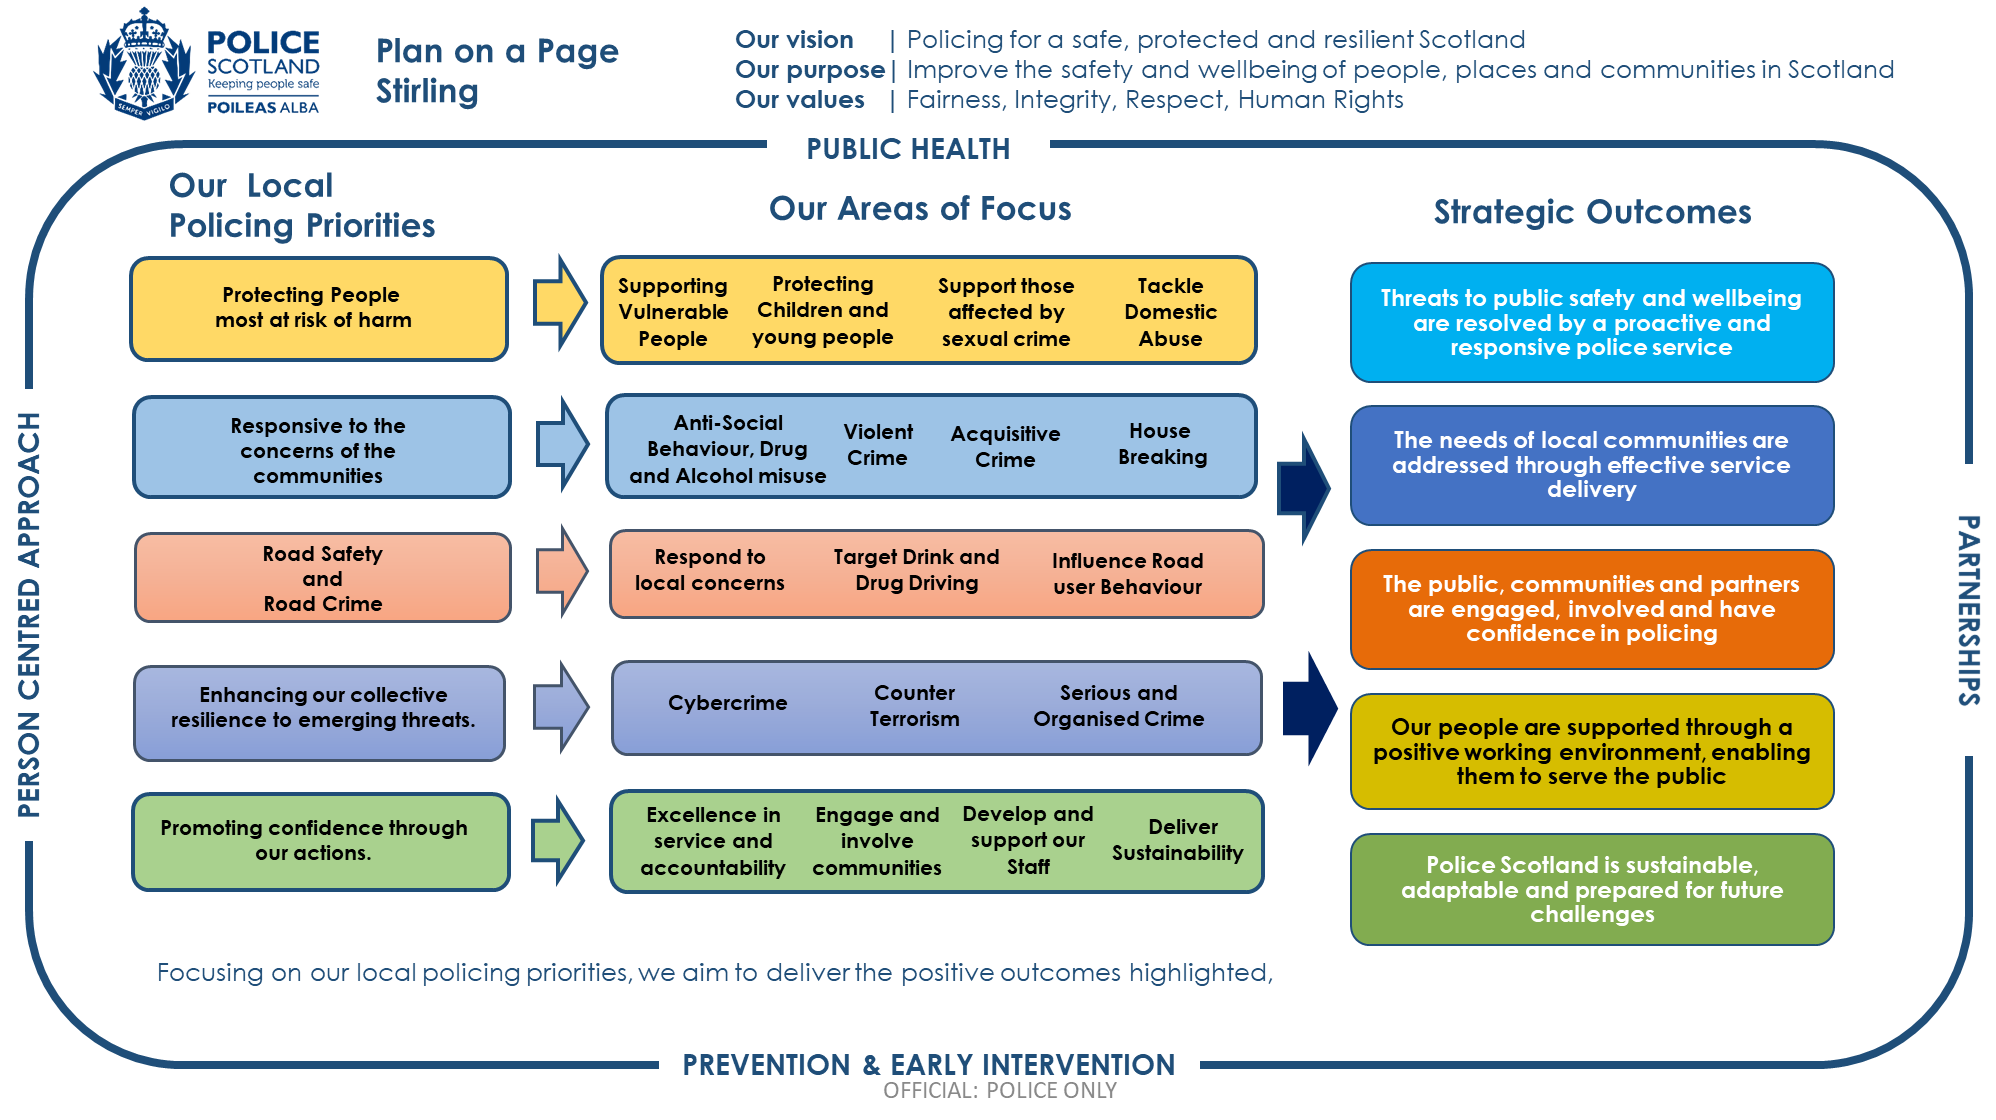 POLICE
SCOTLAND
Keeping people safe
POILEAS ALBA
SEMPER VIGILO
Plan on a Page
Stirling
Our vision | Policing for a safe, protected and resilient Scotland
Our purpose | Improve the safety and wellbeing of people, places and communities in Scotland
Our values | Fairness, Integrity, Respect, Human Rights
PUBLIC HEALTH
PERSON CENTRED APPROACH
PARTNERSHIPS
Our Local
Policing Priorities
Our Areas of Focus
Strategic Outcomes
Protecting People
most at risk of harm
Supporting
Vulnerable
People
Protecting
Children and
young people
Support those
affected by
sexual crime
Tackle
Domestic
Abuse
Responsive to the
concerns of the
communities
Anti-Social
Behaviour, Drug
and Alcohol misuse
Violent
Crime
Acquisitive
Crime
House
Breaking
Road Safety
and
Road Crime
Respond to
local concerns
Target Drink and
Drug Driving
Influence Road
user Behaviour
Enhancing our collective
resilience to emerging threats.
Cybercrime
Counter
Terrorism
Serious and
Organised Crime
Promoting confidence through
our actions.
Excellence in
service and
accountability
Engage and
involve
communities
Develop and
support our
Staff
Deliver
Sustainability
Threats to public safety and wellbeing
are resolved by a proactive and
responsive police service
The needs of local communities are
addressed through effective service
delivery
The public, communities and partners
are engaged, involved and have
confidence in policing
Our people are supported through a
positive working environment, enabling
them to serve the public
Police Scotland is sustainable,
adaptable and prepared for future
challenges
Focusing on our local policing priorities, we aim to deliver the positive outcomes highlighted,
PREVENTION & EARLY INTERVENTION
OFFICIAL: POLICE ONLY